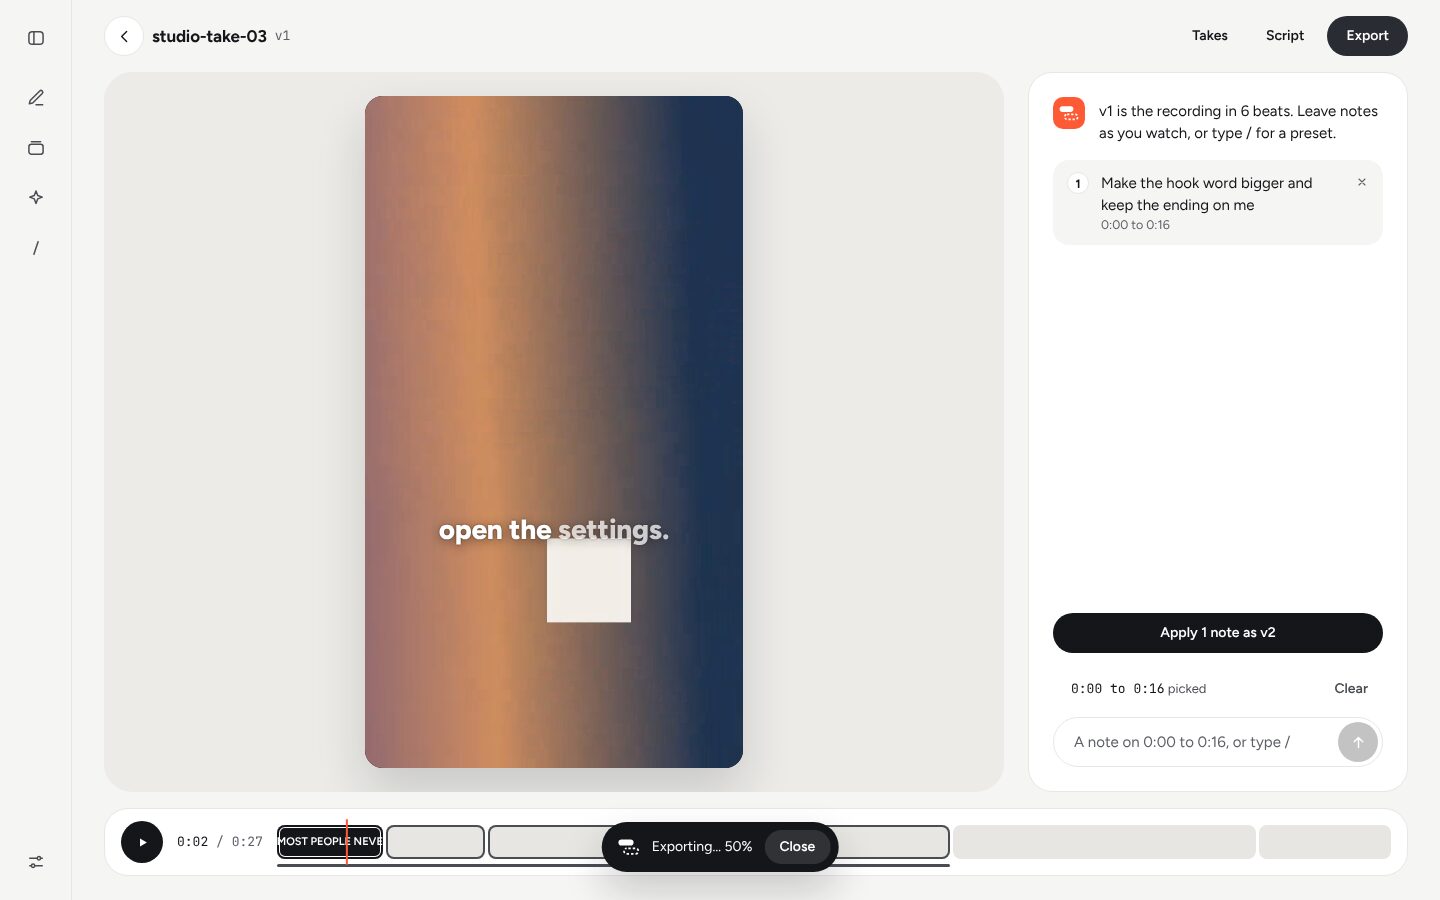 studio-take-03 v1
Takes
Script
Export
v1 is the recording in 6 beats. Leave notes
as you watch, or type / for a preset.
1
Make the hook word bigger and
keep the ending on me
0:00 to 0:16
open the settings.
Apply 1 note as v2
0:00 to 0:16 picked
Clear
A note on 0:00 to 0:16, or type /
0:02 / 0:27
MOST PEOPLE NEVE
Exporting... 50%
Close